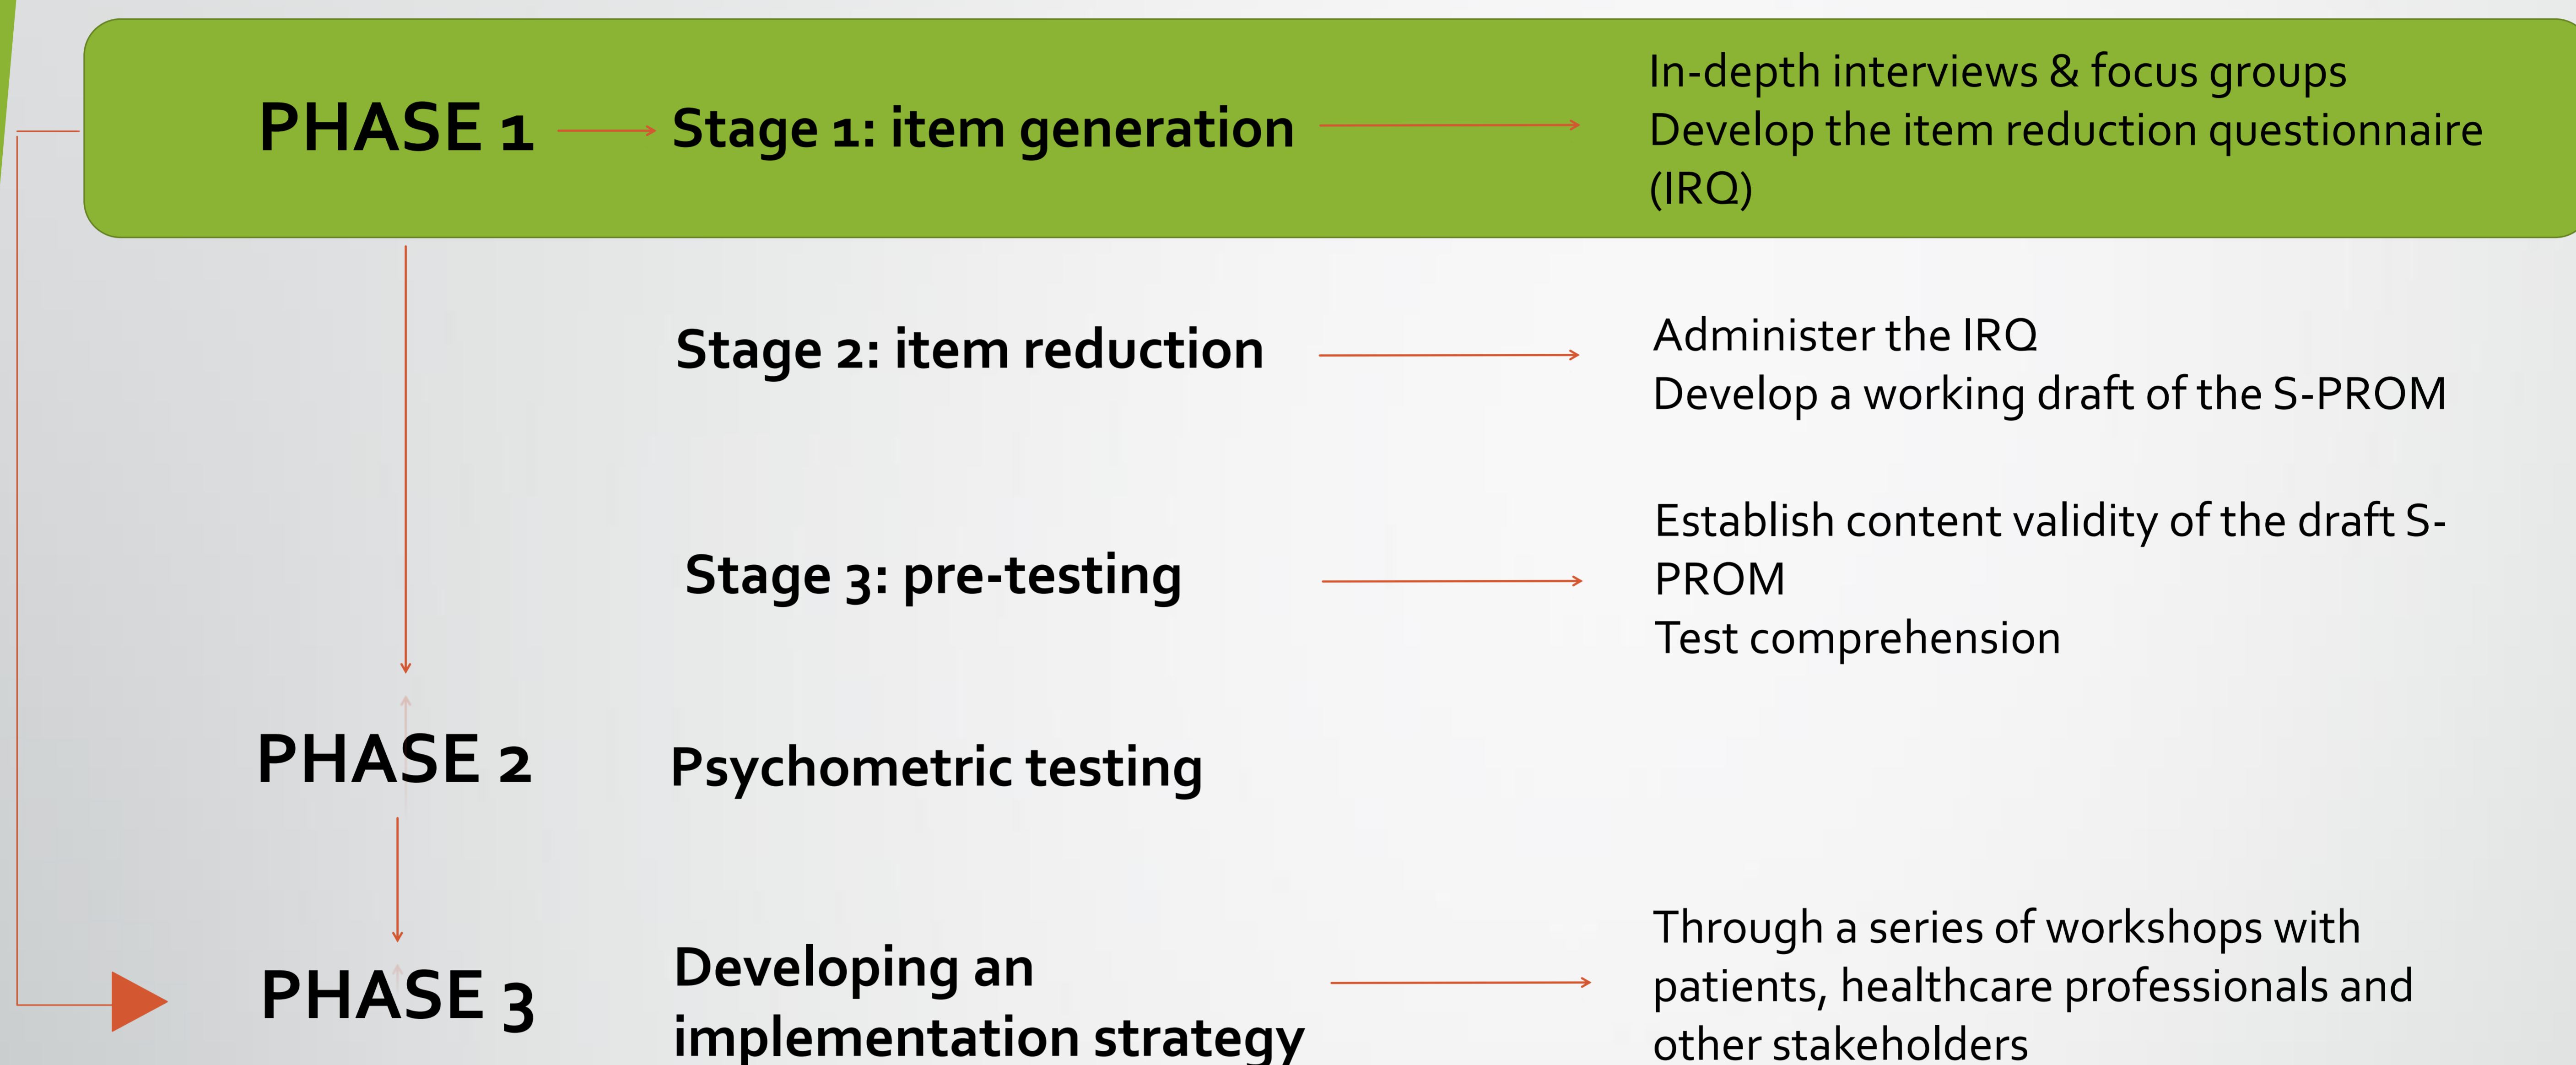 PHASE 1
Stage 1: item generation
In-depth interviews & focus groups
Develop the item reduction questionnaire
(IRQ)
Stage 2: item reduction
Administer the IRQ
Develop a working draft of the S-PROM
Stage 3: pre-testing
Establish content validity of the draft S-
PROM
Test comprehension
PHASE 2
Psychometric testing
PHASE 3
Developing an
implementation strategy
Through a series of workshops with
patients, healthcare professionals and
other stakeholders